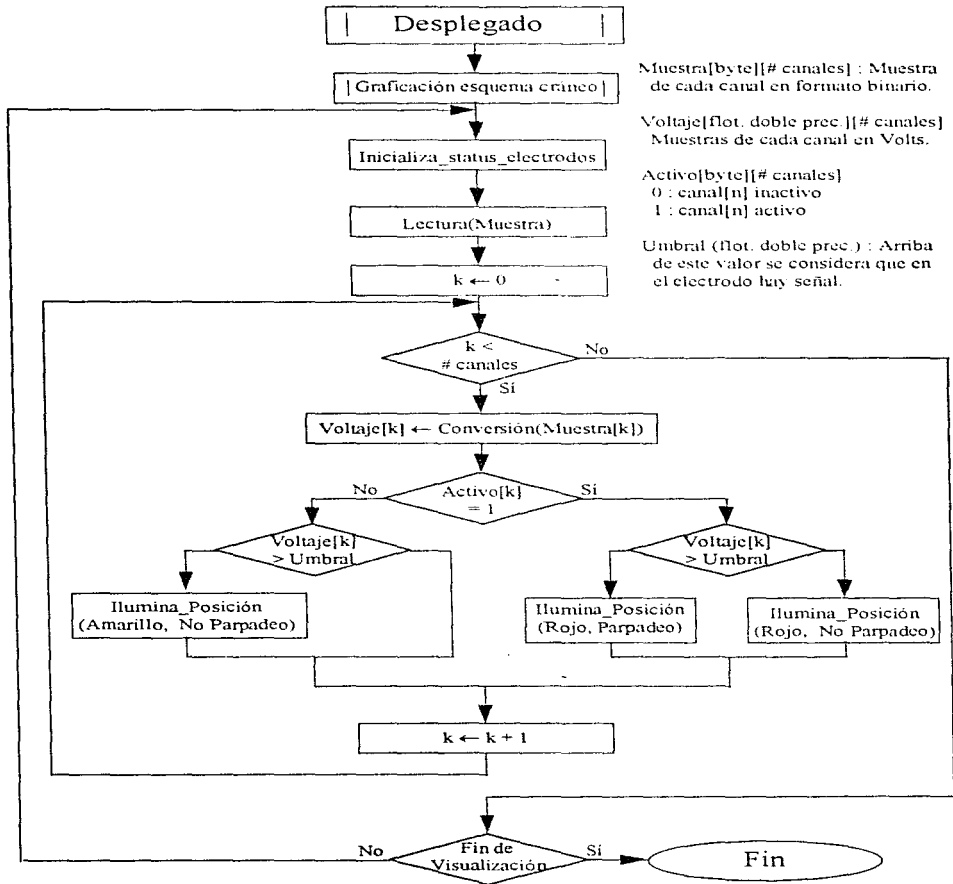 | Desplegado |
| Graficación esquema cráneo |
Muestra[byte][# canales] : Muestra
de cada canal en formato binario.
Voltaje[flot. doble prec.][# canales]
Muestras de cada canal en Volts.
Inicializa_status_electrodos
Activo[byte][# canales]
0 : canal[n] inactivo
1 : canal[n] activo
Lectura(Muestra)
Umbral (flot. doble prec.) : Arriba
de este valor se considera que en
el electrodo hay señal.
k ← 0
k <
# canales
No
Sí
Voltaje[k] ← Conversión(Muestra[k])
No
Activo[k]
= 1
Sí
Voltaje[k]
> Umbral
Voltaje[k]
> Umbral
Ilumina_Posición
(Amarillo, No Parpadeo)
Ilumina_Posición
(Rojo, Parpadeo)
Ilumina_Posición
(Rojo, No Parpadeo)
k ← k + 1
No
Fin de
Visualización
Sí
Fin